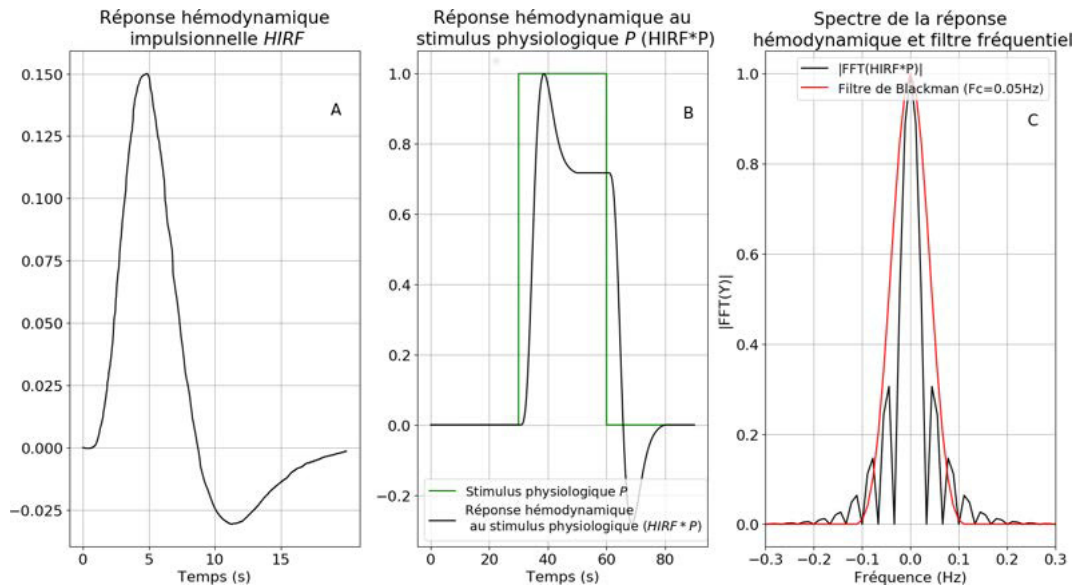 Réponse hémodynamique
impulsionnelle HIRF
A
0.150
0.125
0.100
0.075
0.050
0.025
0.000
−0.025
0
5
10
15
Temps (s)
Réponse hémodynamique au
stimulus physiologique P (HIRF*P)
B
1.0
0.8
0.6
0.4
0.2
0.0
−0.2
Stimulus physiologique P
Réponse hémodynamique
au stimulus physiologique (HIRF * P)
0
20
40
60
80
Temps (s)
Spectre de la réponse
hémodynamique et filtre fréquentiel
|FFT(HIRF*P)|
Filtre de Blackman (Fc=0.05Hz)
C
|FFT(Y)|
1.0
0.8
0.6
0.4
0.2
0.0
−0.3
−0.2
−0.1
0.0
0.1
0.2
0.3
Fréquence (Hz)